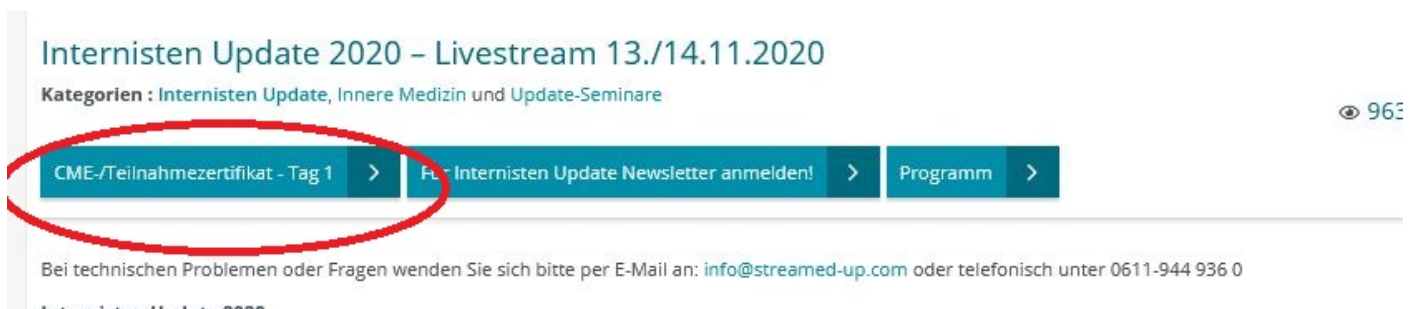 Internisten Update 2020 – Livestream 13./14.11.2020
Kategorien : Internisten Update, Innere Medizin und Update-Seminare
963
CME-/Teilnahmezertifikat - Tag 1
Für Internisten Update Newsletter anmelden!
Programm
Bei technischen Problemen oder Fragen wenden Sie sich bitte per E-Mail an: info@streamed-up.com oder telefonisch unter 0611-944 936 0